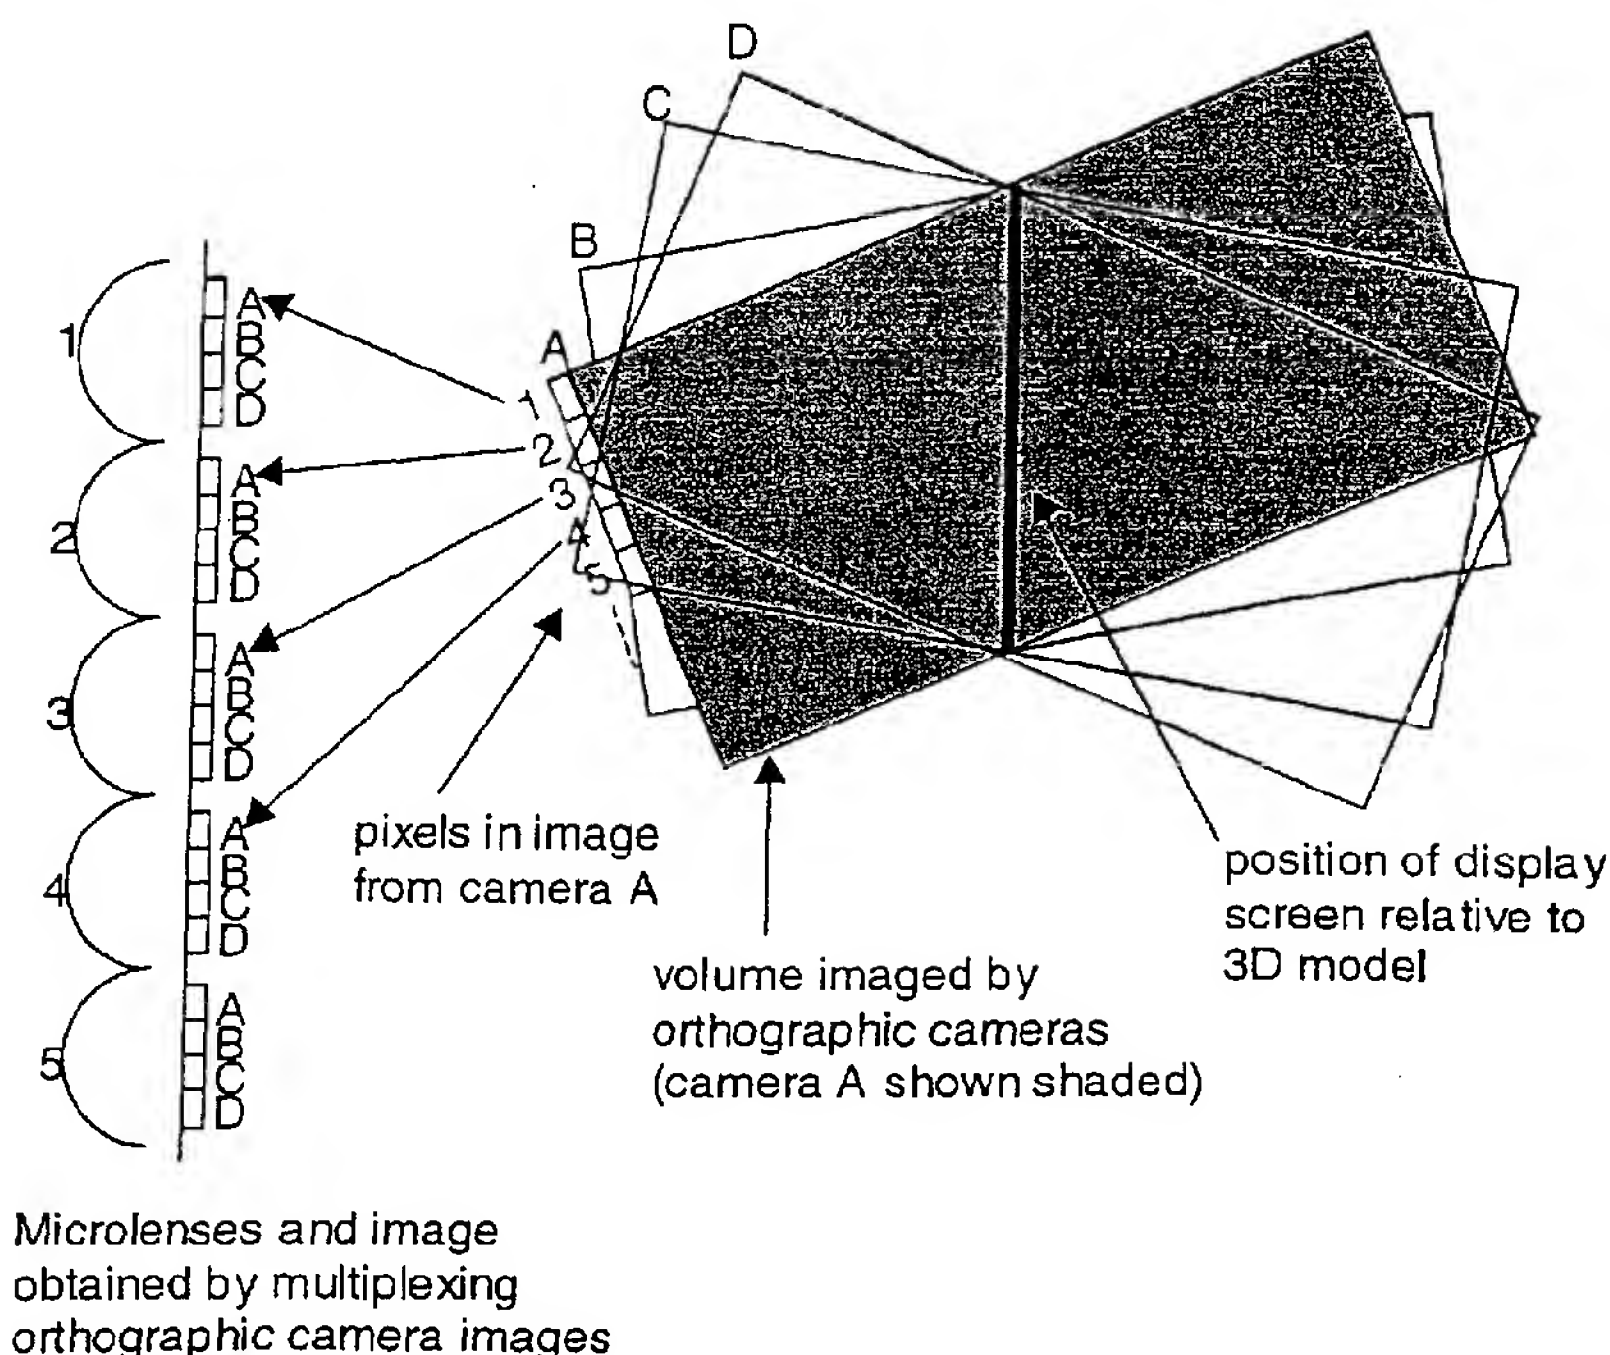 D
C
B
A
1
2
3
4
5
1
A
B
C
D
2
A
B
C
D
3
A
B
C
D
4
A
B
C
D
5
A
B
C
D
pixels in image
from camera A
volume imaged by
orthographic cameras
(camera A shown shaded)
position of display
screen relative to
3D model
Microlenses and image
obtained by multiplexing
orthographic camera images